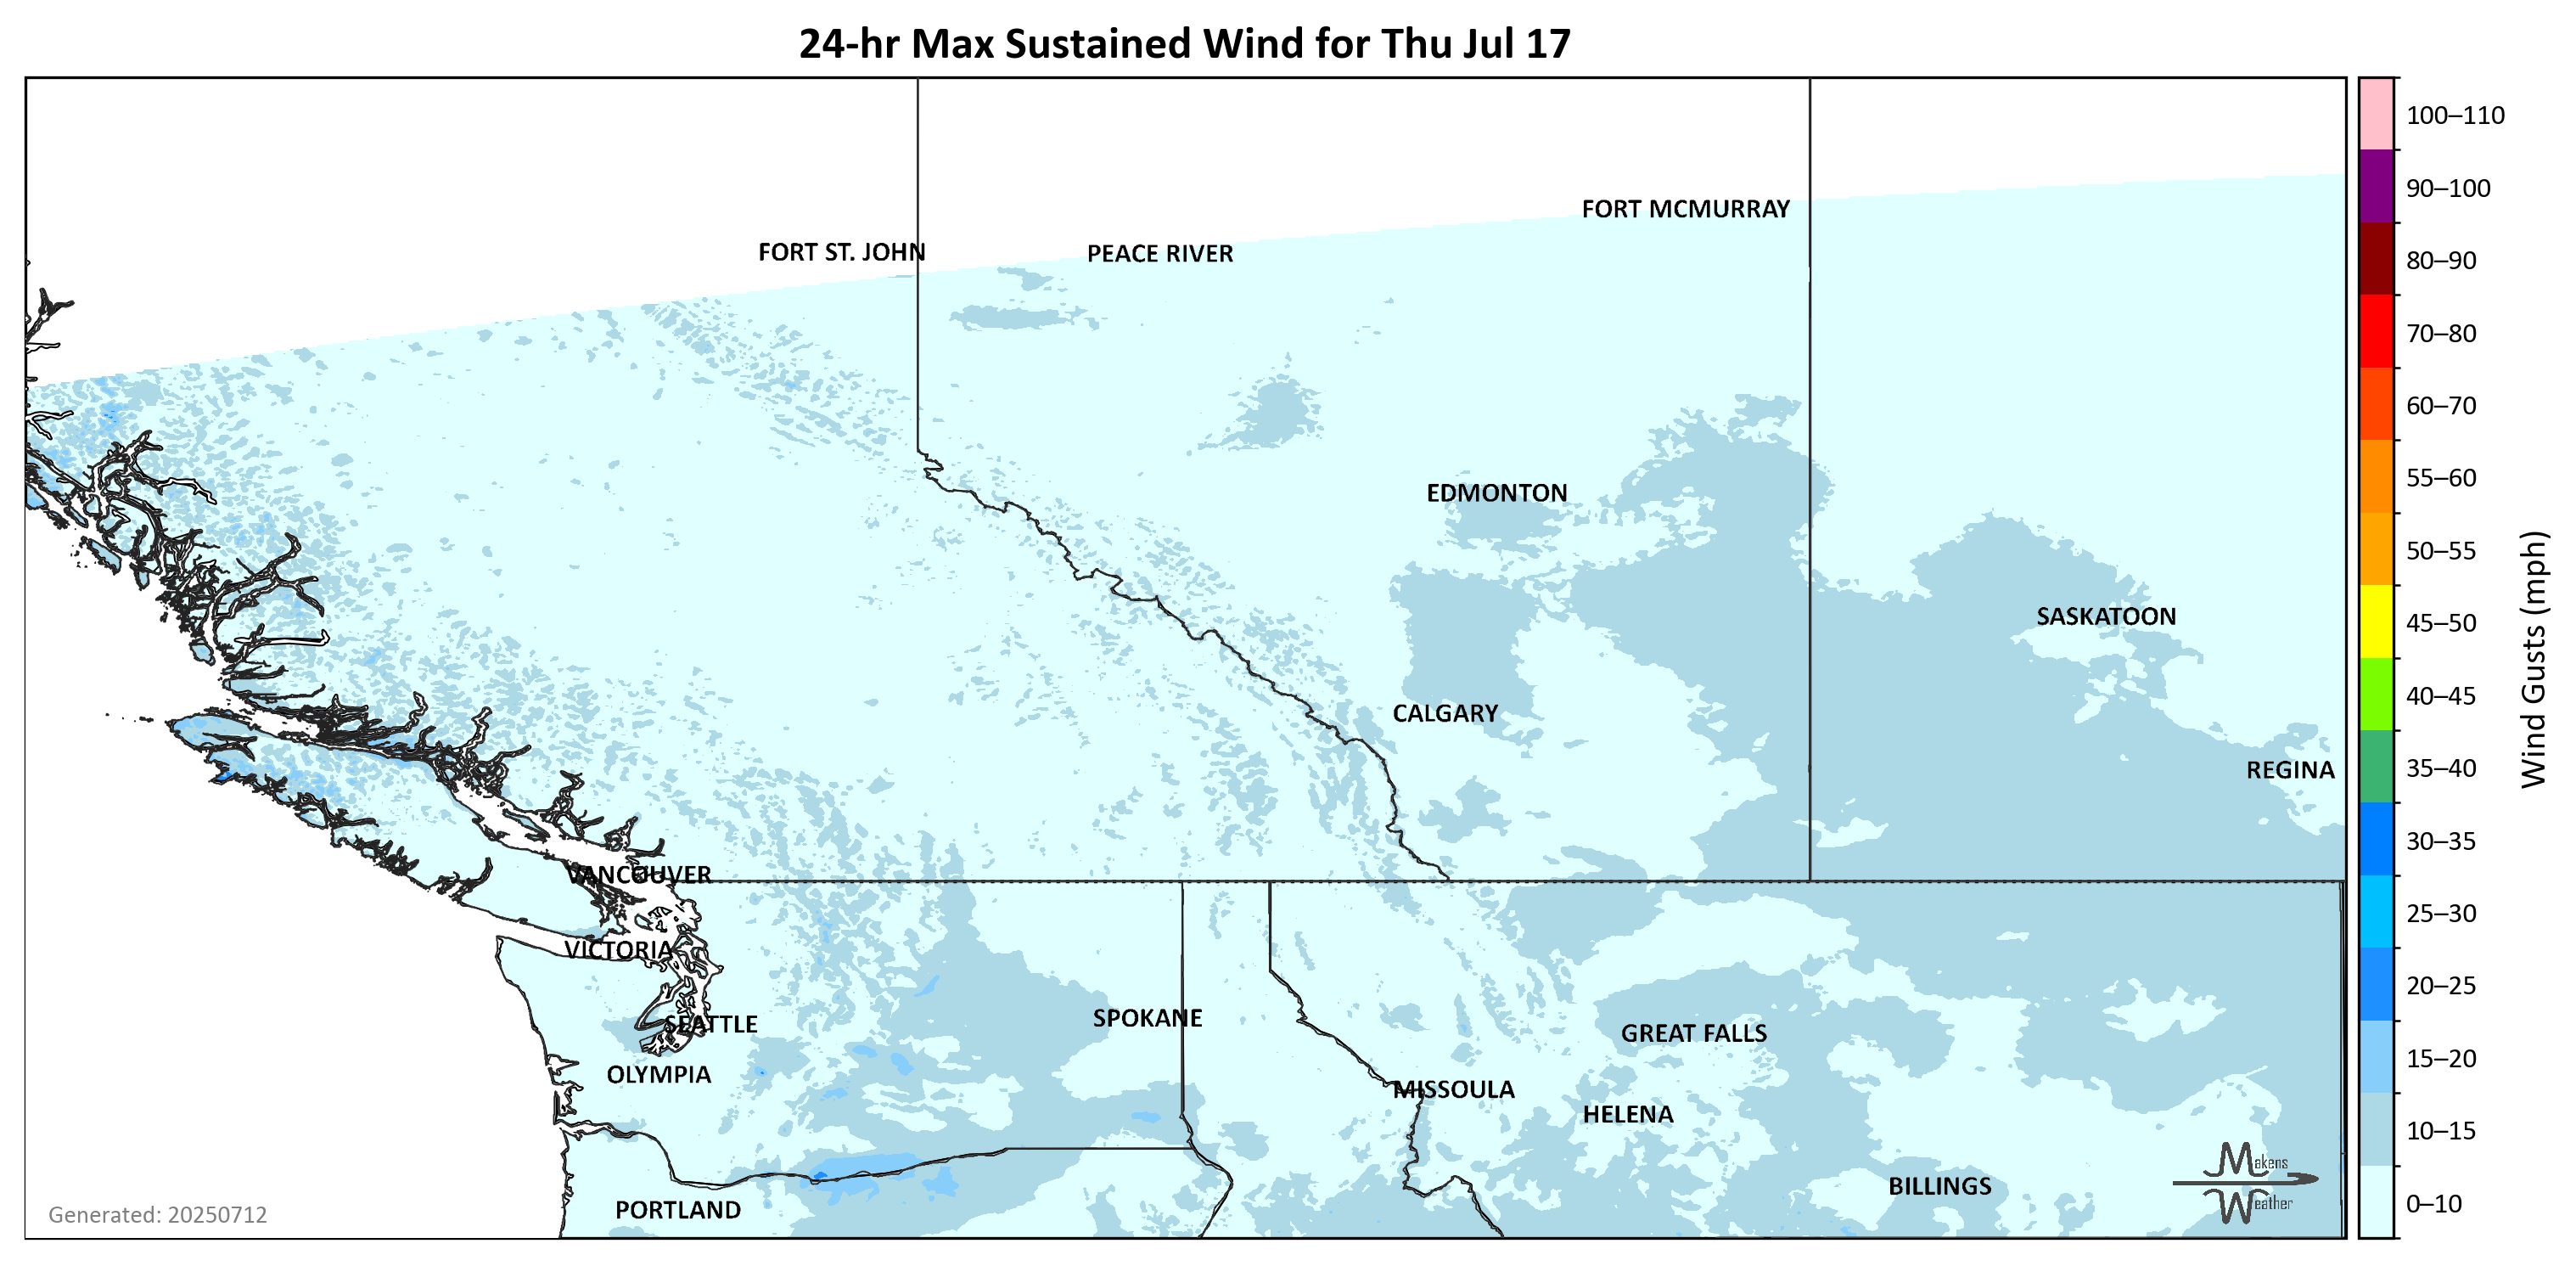 24-hr Max Sustained Wind for Thu Jul 17
FORT MCMURRAY
FORT ST. JOHN
PEACE RIVER
EDMONTON
SASKATOON
CALGARY
REGINA
VANCOUVER
VICTORIA
SEATTLE
SPOKANE
GREAT FALLS
OLYMPIA
MISSOULA
HELENA
BILLINGS
PORTLAND
Makens
Weather
Generated: 20250712
100–110
90–100
80–90
70–80
60–70
55–60
50–55
45–50
40–45
35–40
30–35
25–30
20–25
15–20
10–15
0–10
Wind Gusts (mph)